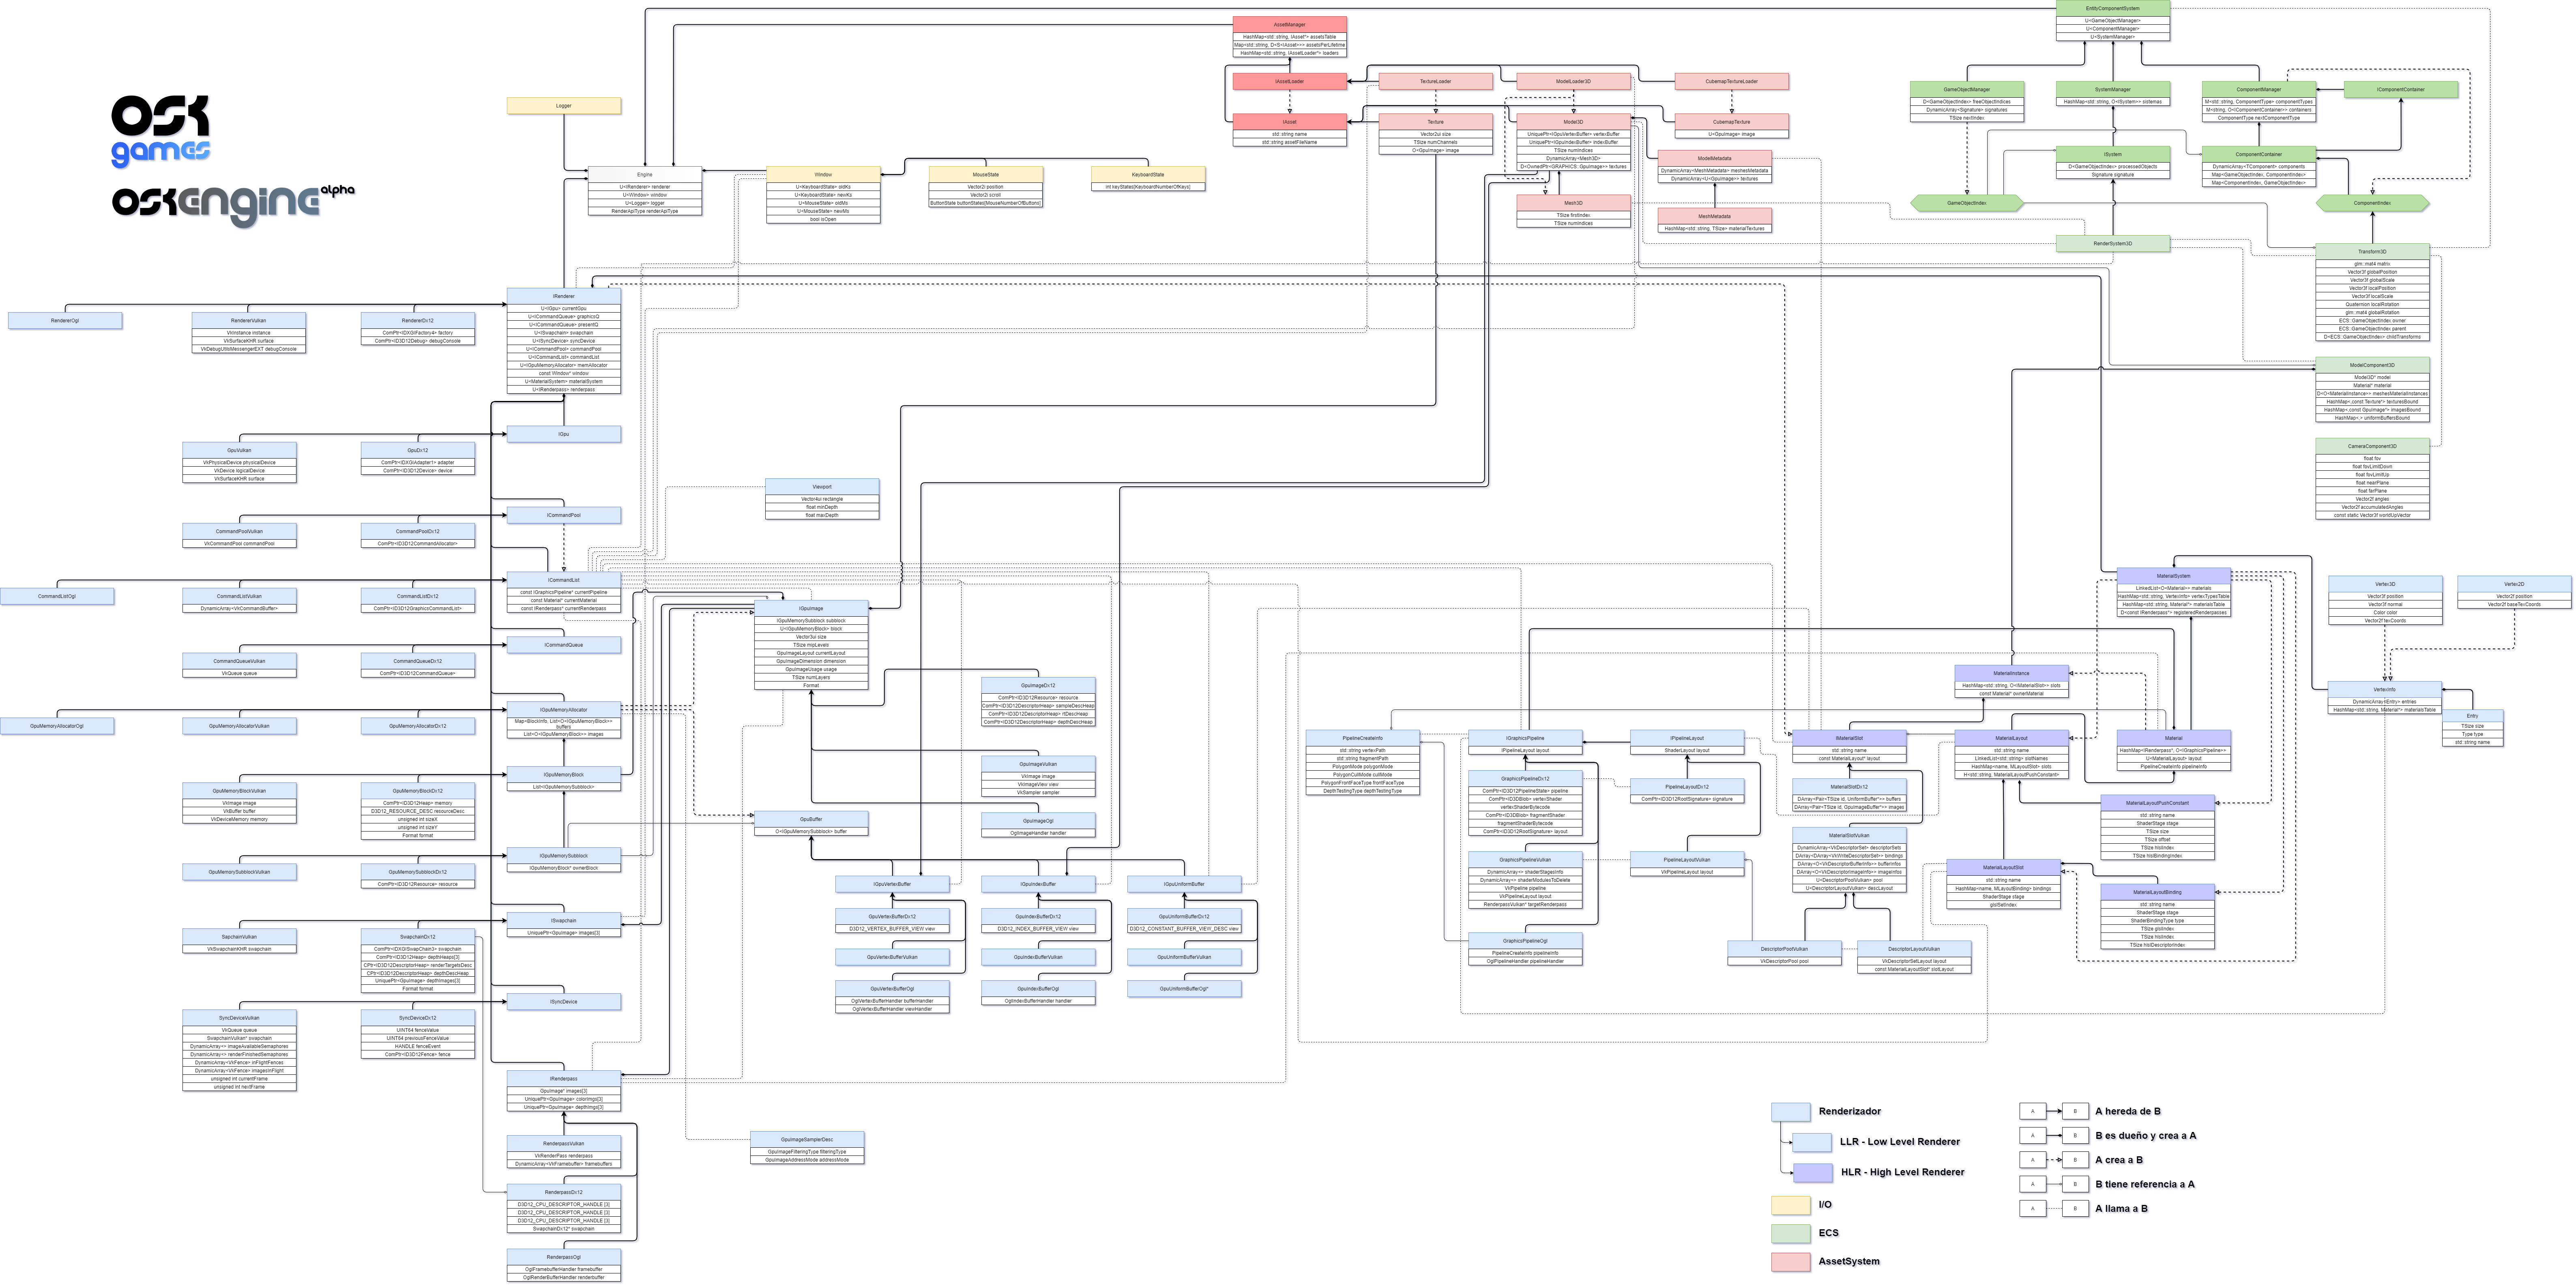 OSK
games
OSKENGINE alpha
Logger
Engine
U<IRenderer> renderer
U<Window> window
U<Logger> logger
RenderApiType renderApiType
Window
U<KeyboardState> oldKs
U<KeyboardState> newKs
U<MouseState> oldMs
U<MouseState> newMs
bool isOpen
MouseState
Vector2i position
Vector2i scroll
ButtonState buttonStates[MouseNumberOfButtons]
KeyboardState
int keyStates[KeyboardNumberOfKeys]
AssetManager
HashMap<std::string, IAsset*> assetsTable
Map<std::string, D<S<IAsset>>> assetsPerLifetime
HashMap<std::string, IAssetLoader*> loaders
IAssetLoader
TextureLoader
ModelLoader3D
CubemapTextureLoader
IAsset
std::string name
std::string assetFileName
Texture
Vector2ui size
TSize numChannels
O<GpuImage> image
Model3D
UniquePtr<IGpuVertexBuffer> vertexBuffer
UniquePtr<IGpuIndexBuffer> indexBuffer
TSize numIndices
DynamicArray<Mesh3D>
D<OwnedPtr<GRAPHICS::GpuImage>> textures
CubemapTexture
U<GpuImage> image
ModelMetadata
DynamicArray<MeshMetadata> meshesMetadata
DynamicArray<U<GpuImage>> textures
Mesh3D
TSize firstIndex
TSize numIndices
MeshMetadata
HashMap<std::string, TSize> materialTextures
EntityComponentSystem
U<GameObjectManager>
U<ComponentManager>
U<SystemManager>
GameObjectManager
D<GameObjectIndex> freeObjectIndices
DynamicArray<Signature> signatures
TSize nextIndex
SystemManager
HashMap<std::string, O<ISystem>> sistemas
ComponentManager
M<std::string, ComponentType> componentTypes
M<string, O<IComponentContainer>> containers
ComponentType nextComponentType
IComponentContainer
ISystem
D<GameObjectIndex> processedObjects
Signature signature
ComponentContainer
DynamicArray<TComponent> components
Map<GameObjectIndex, ComponentIndex>
Map<ComponentIndex, GameObjectIndex>
GameObjectIndex
ComponentIndex
RenderSystem3D
Transform3D
glm::mat4 matrix
Vector3f globalPosition
Vector3f globalScale
Vector3f localPosition
Vector3f localScale
Quaternion localRotation
glm::mat4 globalRotation
ECS::GameObjectIndex owner
ECS::GameObjectIndex parent
D<ECS::GameObjectIndex> childTransforms
ModelComponent3D
Model3D* model
Material* material
D<O<MaterialInstance>> meshesMaterialInstances
HashMap<,const Texture*> texturesBound
HashMap<,const GpuImage*> imagesBound
HashMap<,> uniformBuffersBound
CameraComponent3D
float fov
float fovLimitDown
float fovLimitUp
float nearPlane
float farPlane
Vector2f angles
Vector2f accumulatedAngles
const static Vector3f worldUpVector
IRenderer
U<IGpu> currentGpu
U<ICommandQueue> graphicsQ
U<ICommandQueue> presentQ
U<ISwapchain> swapchain
U<ISyncDevice> syncDevice
U<ICommandPool> commandPool
U<ICommandList> commandList
U<IGpuMemoryAllocator> memAllocator
const Window* window
U<MaterialSystem> materialSystem
U<IRenderpass> renderpass
RendererOgl
RendererVulkan
VkInstance instance
VkSurfaceKHR surface
VkDebugUtilsMessengerEXT debugConsole
RendererDx12
ComPtr<IDXGIFactory4> factory
ComPtr<ID3D12Debug> debugConsole
IGpu
GpuVulkan
VkPhysicalDevice physicalDevice
VkDevice logicalDevice
VkSurfaceKHR surface
GpuDx12
ComPtr<IDXGIAdapter1> adapter
ComPtr<ID3D12Device> device
Viewport
Vector4ui rectangle
float minDepth
float maxDepth
ICommandPool
CommandPoolVulkan
VkCommandPool commandPool
CommandPoolDx12
ComPtr<ID3D12CommandAllocator>
ICommandList
const IGraphicsPipeline* currentPipeline
const Material* currentMaterial
const IRenderpass* currentRenderpass
CommandListOgl
CommandListVulkan
DynamicArray<VkCommandBuffer>
CommandListDx12
ComPtr<ID3D12GraphicsCommandList>
ICommandQueue
CommandQueueVulkan
VkQueue queue
CommandQueueDx12
ComPtr<ID3D12CommandQueue>
IGpuMemoryAllocator
Map<BlockInfo, List<O<IGpuMemoryBlock>>
buffers
List<O<IGpuMemoryBlock>> images
GpuMemoryAllocatorOgl
GpuMemoryAllocatorVulkan
GpuMemoryAllocatorDx12
IGpuMemoryBlock
List<IGpuMemorySubblock>
GpuMemoryBlockVulkan
VkImage image
VkBuffer buffer
VkDeviceMemory memory
GpuMemoryBlockDx12
ComPtr<ID3D12Heap> memory
D3D12_RESOURCE_DESC resourceDesc
unsigned int sizeX
unsigned int sizeY
Format format
IGpuMemorySubblock
IGpuMemoryBlock* ownerBlock
GpuMemorySubblockVulkan
GpuMemorySubblockDx12
ComPtr<ID3D12Resource> resource
ISwapchain
UniquePtr<GpuImage> images[3]
SapchainVulkan
VkSwapchainKHR swapchain
SwapchainDx12
ComPtr<IDXGISwapChain3> swapchain
ComPtr<ID3D12Heap> depthHeaps[3]
CPtr<ID3D12DescriptorHeap> renderTargetsDesc
CPtr<ID3D12DescriptorHeap> depthDescHeap
UniquePtr<GpuImage> depthImages[3]
Format format
ISyncDevice
SyncDeviceVulkan
VkQueue queue
SwapchainVulkan* swapchain
DynamicArray<> imageAvailableSemaphores
DynamicArray<> renderFinishedSemaphores
DynamicArray<VkFence> inFlightFences
DynamicArray<VkFence> imagesInFlight
unsigned int currentFrame
unsigned int nextFrame
SyncDeviceDx12
UINT64 fenceValue
UINT64 previousFenceValue
HANDLE fenceEvent
ComPtr<ID3D12Fence> fence
IRenderpass
GpuImage* images[3]
UniquePtr<GpuImage> colorImgs[3]
UniquePtr<GpuImage> depthImgs[3]
RenderpassVulkan
VkRenderPass renderpass
DynamicArray<VkFramebuffer> framebuffers
RenderpassDx12
D3D12_CPU_DESCRIPTOR_HANDLE [3]
D3D12_CPU_DESCRIPTOR_HANDLE [3]
D3D12_CPU_DESCRIPTOR_HANDLE [3]
SwapchainDx12* swapchain
RenderpassOgl
OglFramebufferHandler framebuffer
OglRenderBufferHandler renderbuffer
IGpuImage
IGpuMemorySubblock subblock
U<IGpuMemoryBlock> block
Vector3ui size
TSize mipLevels
GpuImageLayout currentLayout
GpuImageDimension dimension
GpuImageUsage usage
TSize numLayers
Format
GpuImageDx12
ComPtr<ID3D12Resource> resource
ComPtr<ID3D12DescriptorHeap> sampleDescHeap
ComPtr<ID3D12DescriptorHeap> rtDescHeap
ComPtr<ID3D12DescriptorHeap> depthDescHeap
GpuImageVulkan
VkImage image
VkImageView view
VkSampler sampler
GpuImageOgl
OglImageHandler handler
GpuBuffer
O<IGpuMemorySubblock> buffer
IGpuVertexBuffer
GpuVertexBufferDx12
D3D12_VERTEX_BUFFER_VIEW view
GpuVertexBufferVulkan
GpuVertexBufferOgl
OglVertexBufferHandler bufferHandler
OglVertexBufferHandler viewHandler
IGpuIndexBuffer
GpuIndexBufferDx12
D3D12_INDEX_BUFFER_VIEW view
GpuIndexBufferVulkan
GpuIndexBufferOgl
OglIndexBufferHandler handler
IGpuUniformBuffer
GpuUniformBufferDx12
D3D12_CONSTANT_BUFFER_VIEW_DESC view
GpuUniformBufferVulkan
GpuUniformBufferOgl*
GpuImageSamplerDesc
GpuImageFilteringType filteringType
GpuImageAddressMode addressMode
PipelineCreateInfo
std::string vertexPath
std::string fragmentPath
PolygonMode polygonMode
PolygonCullMode cullMode
PolygonFrontFaceType frontFaceType
DepthTestingType depthTestingType
IGraphicsPipeline
IPipelineLayout layout
GraphicsPipelineDx12
ComPtr<ID3D12PipelineState> pipeline
ComPtr<ID3DBlob> vertexShader
vertexShaderBytecode
ComPtr<ID3DBlob> fragmentShader
fragmentShaderBytecode
ComPtr<ID3D12RootSignature> layout
GraphicsPipelineVulkan
DynamicArray<> shaderStagesInfo
DynamicArray<> shaderModulesToDelete
VkPipeline pipeline
VkPipelineLayout layout
RenderpassVulkan* targetRenderpass
GraphicsPipelineOgl
PipelineCreateInfo pipelineInfo
OglPipelineHandler pipelineHandler
IPipelineLayout
ShaderLayout layout
PipelineLayoutDx12
ComPtr<ID3D12RootSignature> signature
PipelineLayoutVulkan
VkPipelineLayout layout
IMaterialSlot
std::string name
const MaterialLayout* layout
MaterialSlotDx12
DArray<Pair<TSize id, UniformBuffer*>> buffers
DArray<Pair<TSize id, GpuImageBuffer*>> images
MaterialSlotVulkan
DynamicArray<VkDescriptorSet> descriptorSets
DArray<DArray<VkWriteDescriptorSet>> bindings
DArray<O<VkDescriptorBufferInfo>> bufferInfos
DArray<O<VkDescriptorImageInfo>> imageInfos
U<DescriptorPoolVulkan> pool
U<DescriptorLayoutVulkan> descLayout
DescriptorPoolVulkan
VkDescriptorPool pool
DescriptorLayoutVulkan
VkDescriptorSetLayout layout
const MaterialLayoutSlot* slotLayout
MaterialInstance
HashMap<std::string, O<IMaterialSlot>> slots
const Material* ownerMaterial
MaterialLayout
std::string name
LinkedList<std::string> slotNames
HashMap<name, MLayoutSlot> slots
H<std::string, MaterialLayoutPushConstant>
MaterialLayoutSlot
std::string name
HashMap<name, MLayoutBinding> bindings
ShaderStage stage
glslSetIndex
MaterialSystem
LinkedList<O<Material>> materials
HashMap<std::string, VertexInfo> vertexTypesTable
HashMap<std::string, Material*> materialsTable
D<const IRenderpass*> registeredRenderpasses
Material
HashMap<IRenderpass*, O<IGraphicsPipeline>>
U<MaterialLayout> layout
PipelineCreateInfo pipelineInfo
MaterialLayoutPushConstant
std::string name
ShaderStage stage
TSize size
TSize offset
TSize hlslIndex
TSize hlslBindingIndex
MaterialLayoutBinding
std::string name
ShaderStage stage
ShaderBindingType type
TSize glslIndex
TSize hlslIndex
TSize hlslDescriptorIndex
Vertex3D
Vector3f position
Vector3f normal
Color color
Vector2f texCoords
Vertex2D
Vector2f position
Vector2f baseTexCoords
VertexInfo
DynamicArray<Entry> entries
HashMap<std::string, Material*> materialsTable
Entry
TSize size
Type type
std::string name
Renderizador
LLR - Low Level Renderer
HLR - High Level Renderer
I/O
ECS
AssetSystem
A B A hereda de B
A B B es dueño y crea a A
A B A crea a B
A B B tiene referencia a A
A B A llama a B